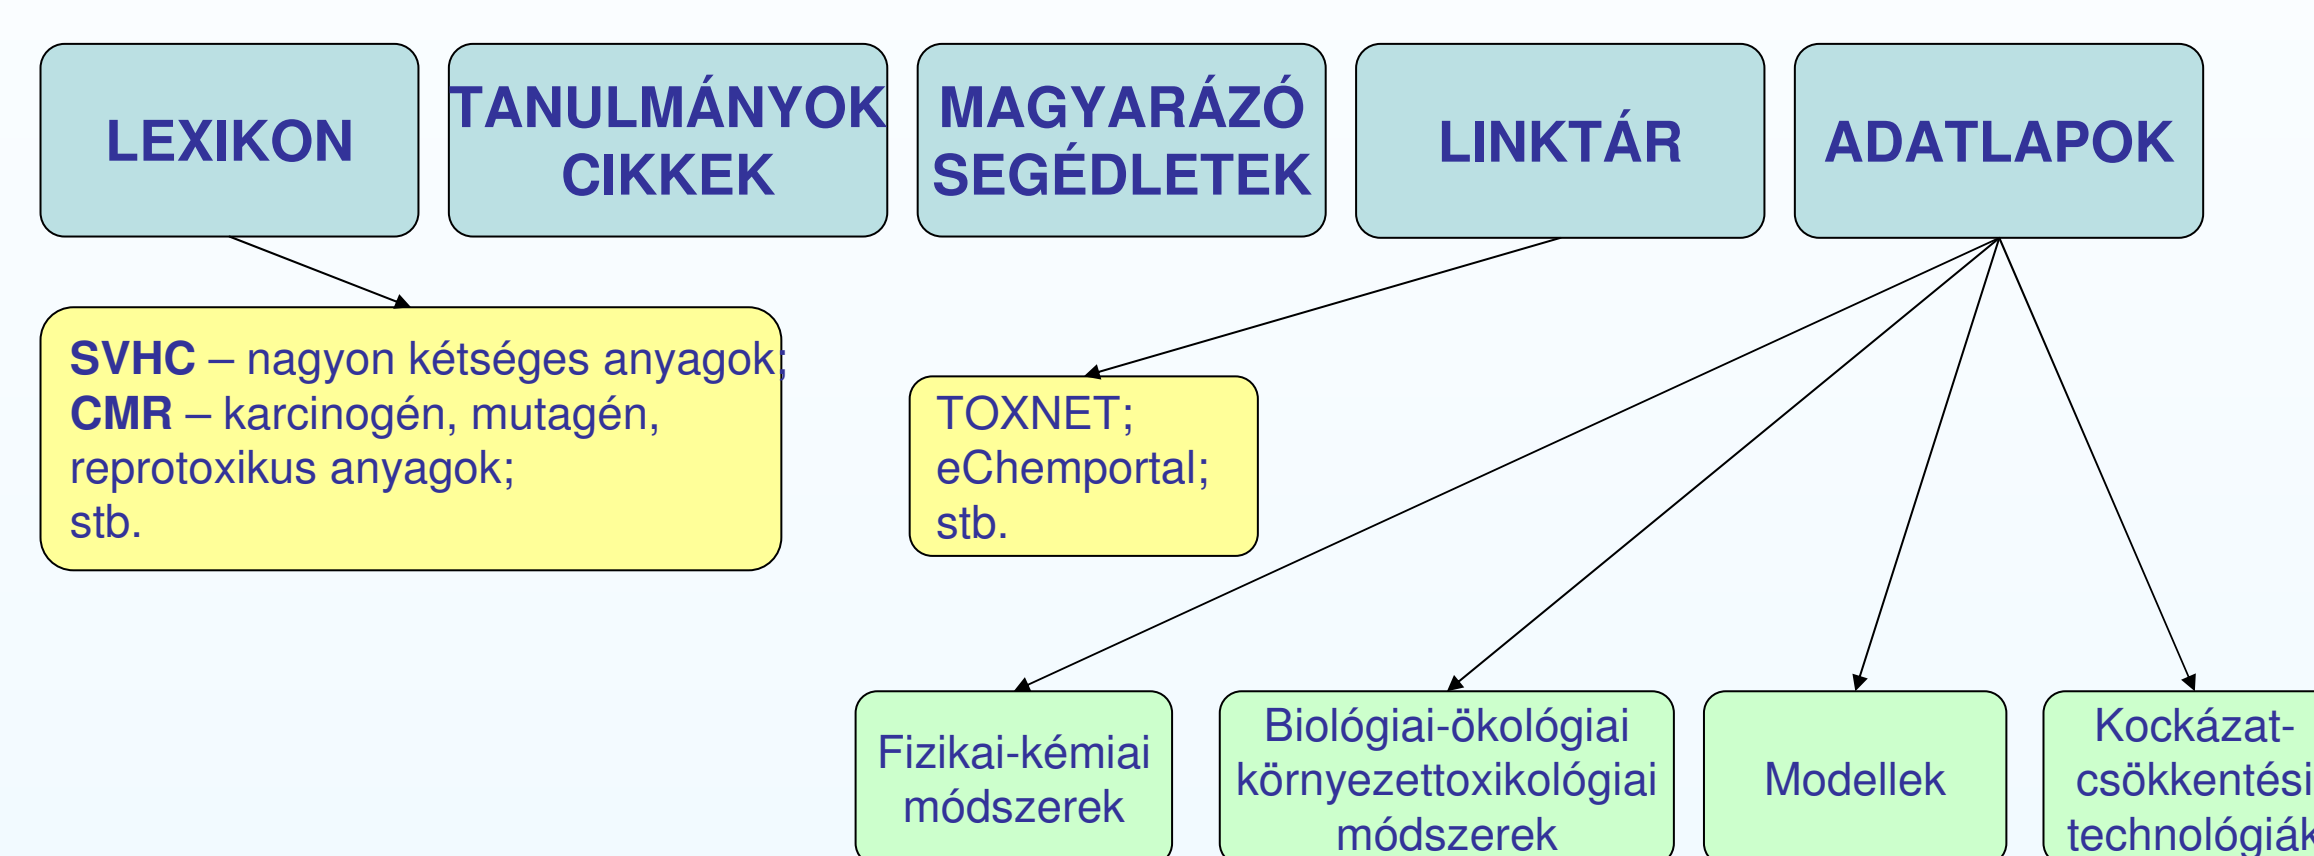 LEXIKON
TANULMÁNYOK
CIKKEK
MAGYARÁZÓ
SEGÉDLETEK
LINKTÁR
ADATLAPOK
SVHC – nagyon kétséges anyagok;
CMR – karcinogén, mutagén,
reprotoxikus anyagok;
stb.
TOXNET;
eChemportal;
stb.
Fizikai-kémiai
módszerek
Biológiai-ökológiai
környezettoxikológiai
módszerek
Modellek
Kockázat-
csökkentési
technológiák